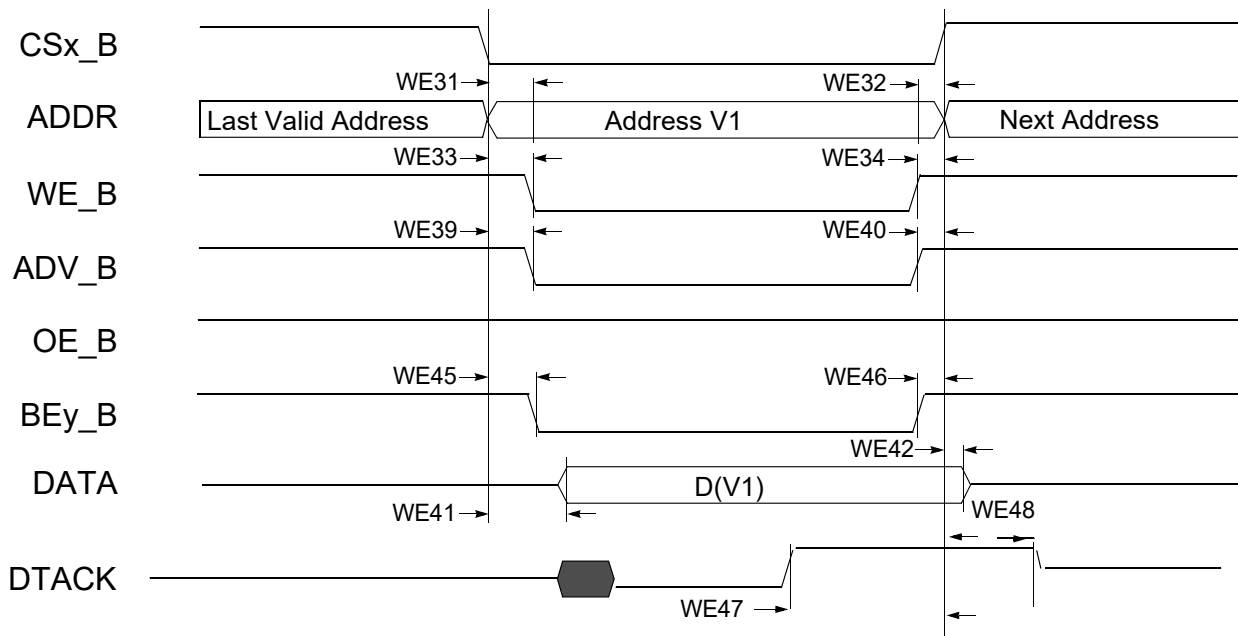 CSx_B
WE31
WE32
ADDR
Last Valid Address
Address V1
Next Address
WE33
WE34
WE_B
WE39
WE40
ADV_B
OE_B
WE45
WE46
BEy_B
WE42
DATA
D(V1)
WE41
WE48
DTACK
WE47